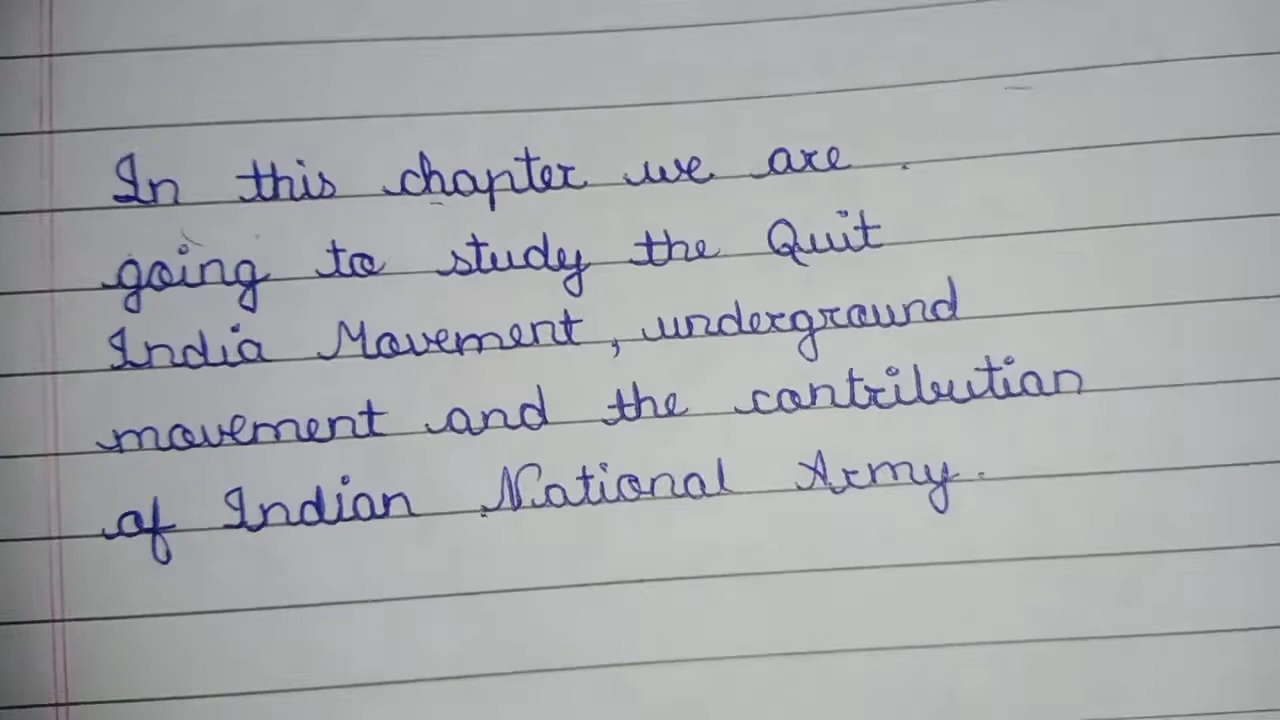 In this chapter we are
going to study the Quit
India Movement, underground
movement and the contribution
of Indian National Army.